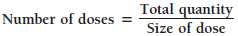 Number of doses = Total quantity
Size of dose